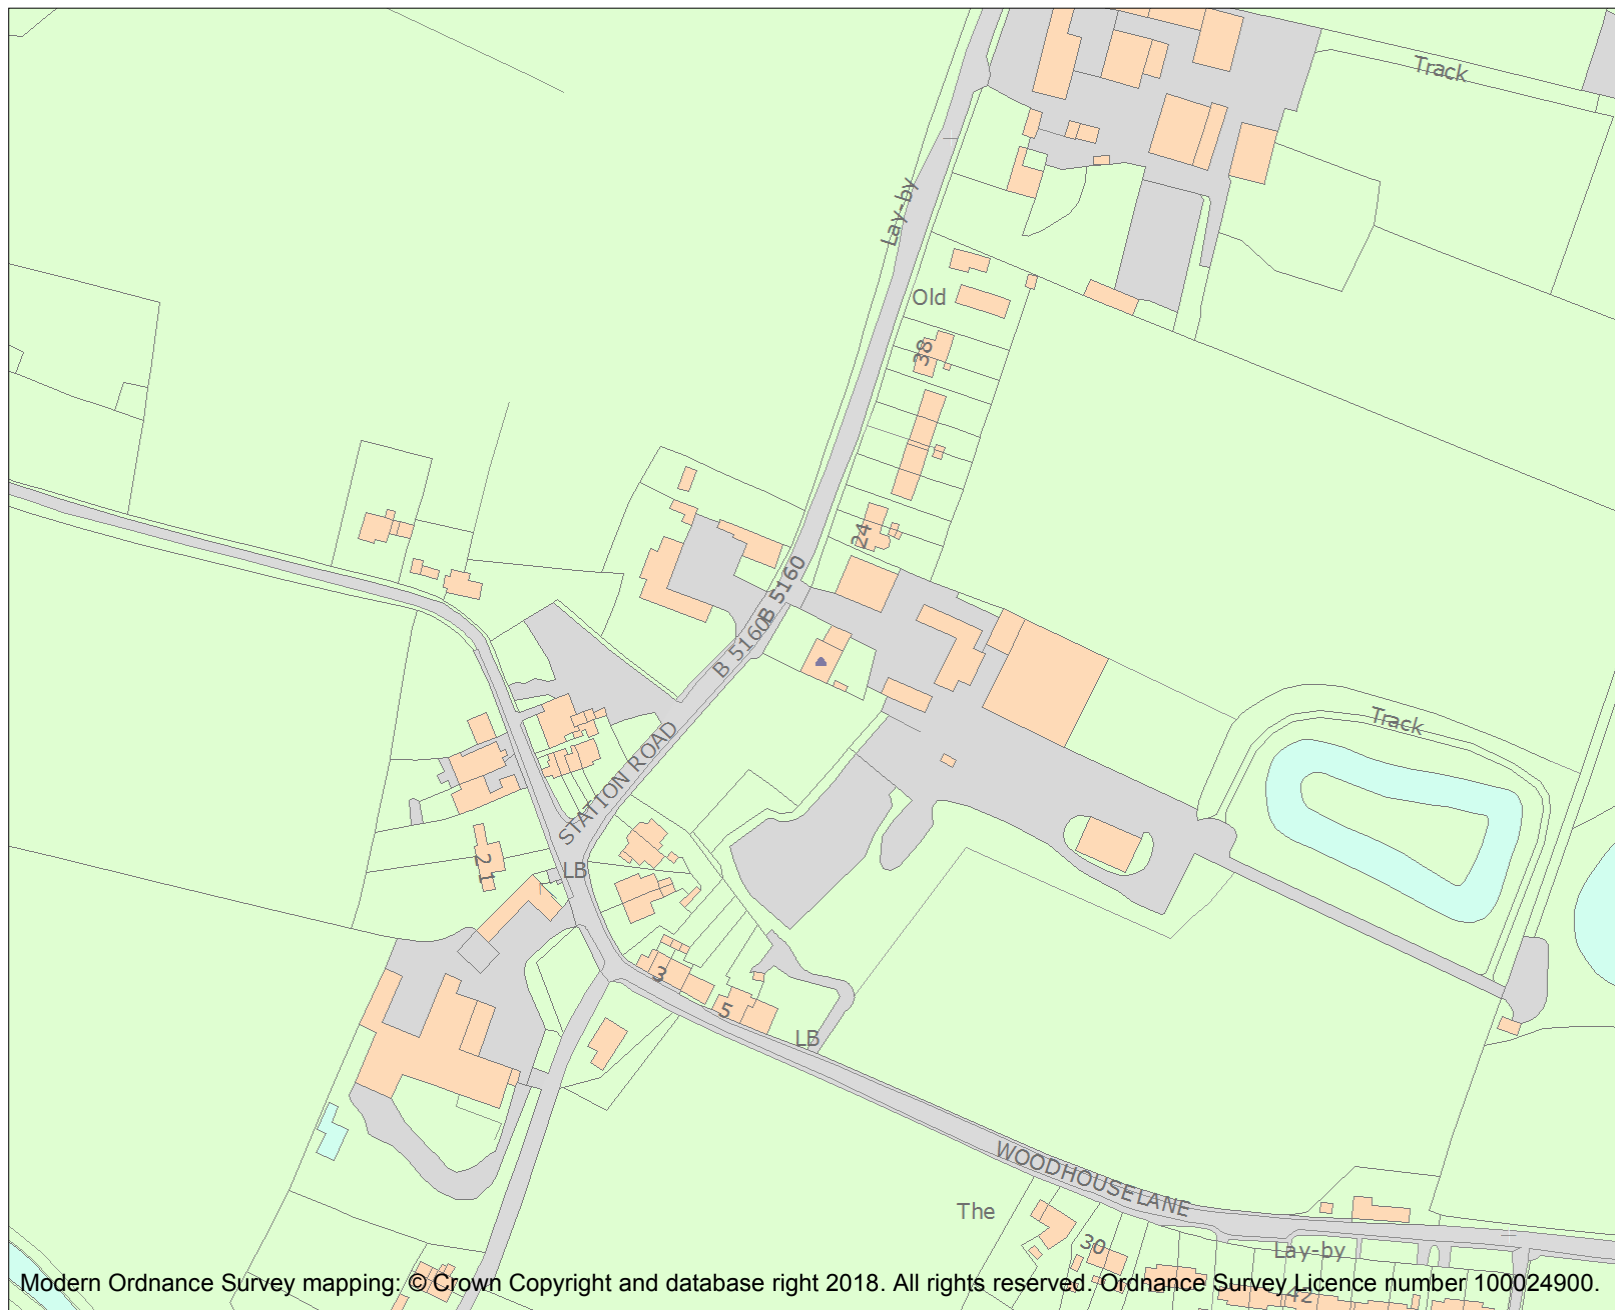 Track
Lay-by
Old
38
24
B 5160
B 5160
Track
STATION ROAD
21
LB
3
5
LB
WOODHOUSE LANE
The
30
Lay-by
42
Modern Ordnance Survey mapping: © Crown Copyright and database right 2018. All rights reserved. Ordnance Survey Licence number 100024900.